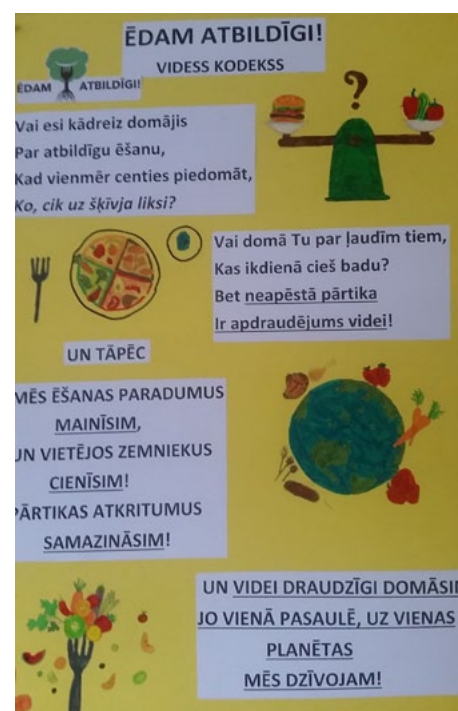 ĒDAM ATBILDĪGI!
VIDESS KODEKSS
ĒDAM ATBILDĪGI!
Vai esi kādreiz domājis
Par atbildīgu ēšanu,
Kad vienmēr centies piedomāt,
Ko, cik uz šķīvja liksi?
?
Vai domā Tu par ļaudīm tiem,
Kas ikdienā cieš badu?
Bet neapēstā pārtika
Ir apdraudējums videi!
UN TĀPĒC
MĒS ĒŠANAS PARADUMUS
MAINĪSIM,
UN VIETĒJOS ZEMNIEKUS
CIENĪSIM!
PĀRTIKAS ATKRITUMUS
SAMAZINĀSIM!
UN VIDEI DRAUDZĪGI DOMĀSI
JO VIENĀ PASAULĒ, UZ VIENAS
PLANĒTAS
MĒS DZĪVOJAM!